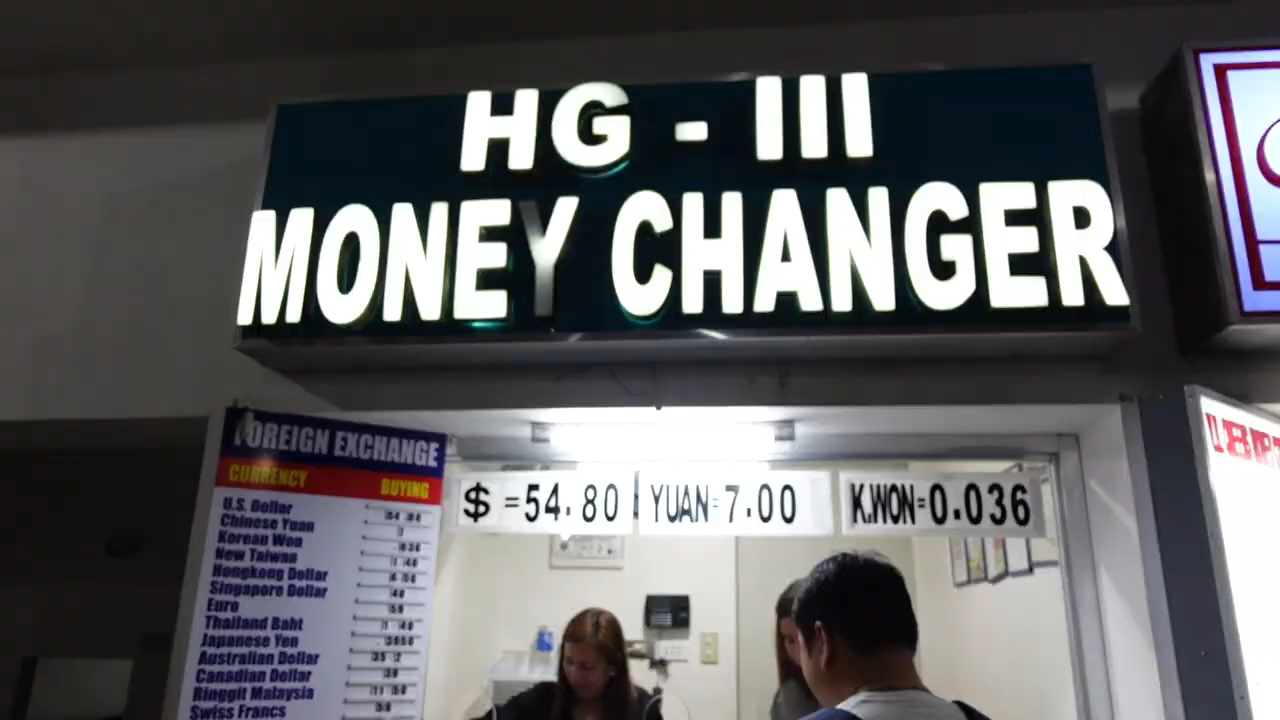 HG - III
MONEY CHANGER
FOREIGN EXCHANGE
CURRENCY BUYING
$ =54.80
YUAN=7.00
K.WON=0.036
U.S. Dollar
Chinese Yuan
Korean Won
New Taiwan
Hongkong Dollar
Singapore Dollar
Euro
Thailand Baht
Japanese Yen
Australian Dollar
Canadian Dollar
Ringgit Malaysia
Swiss Francs